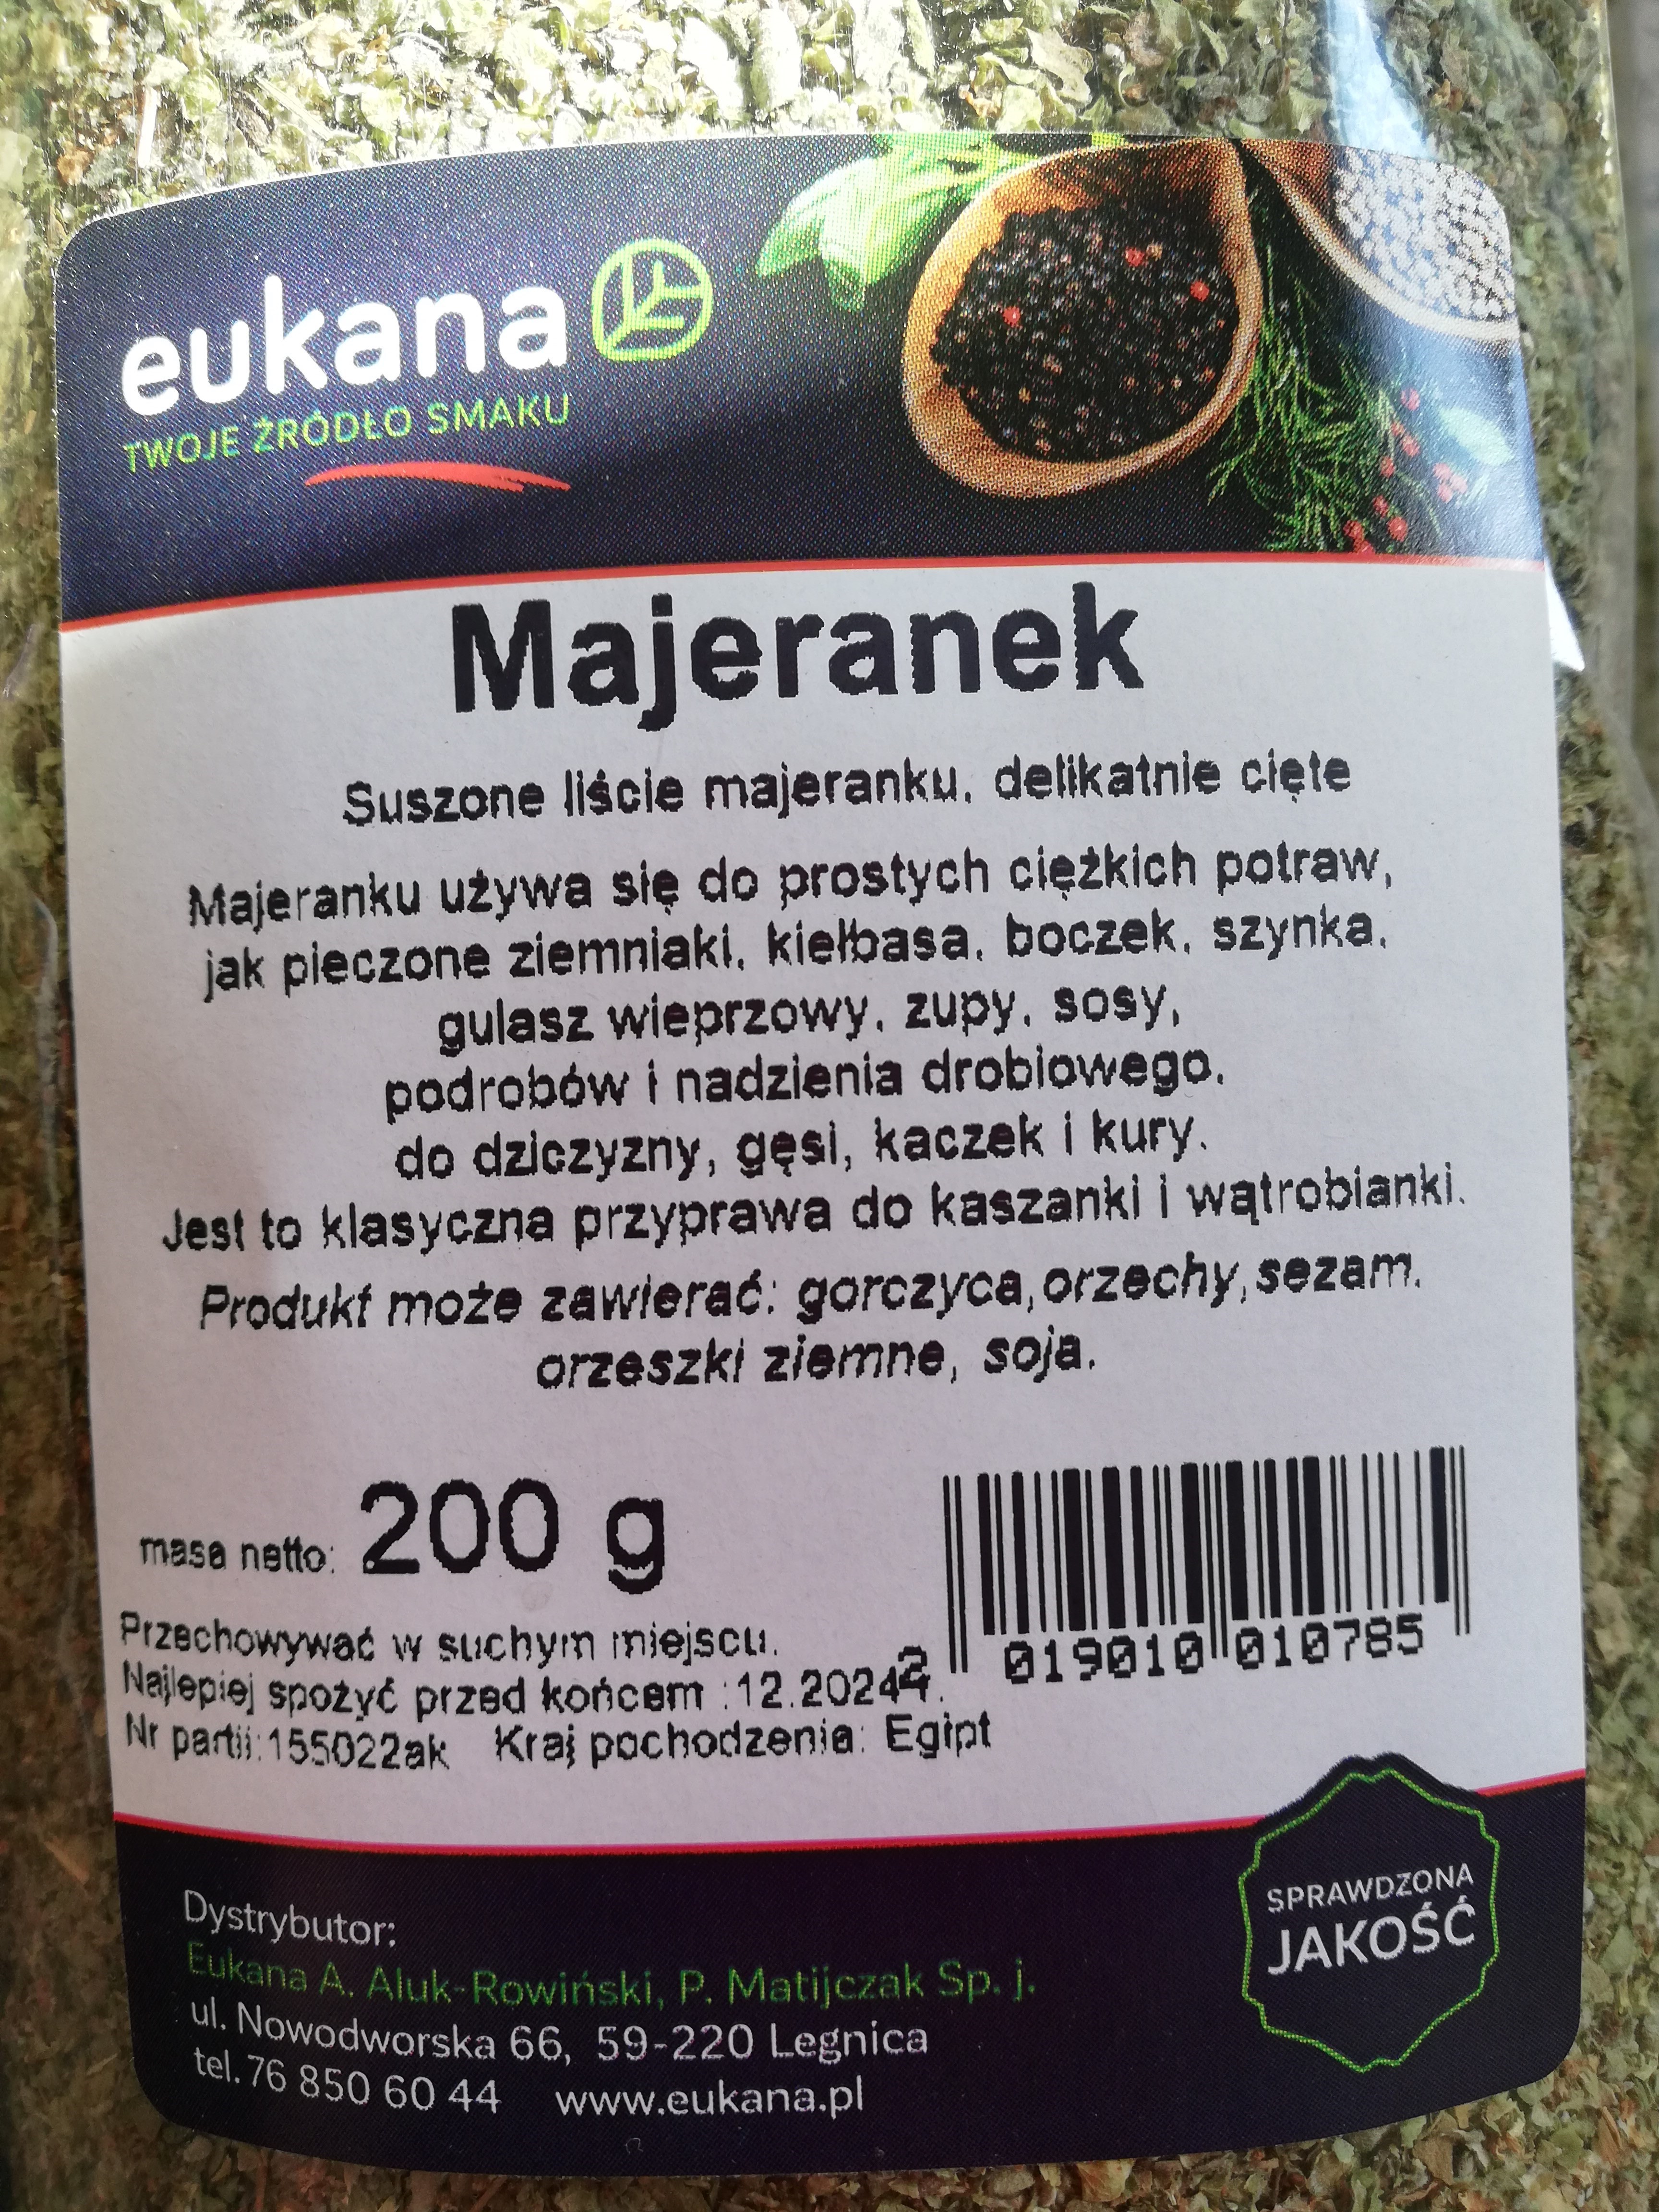 eukana
TWOJE ŹRÓDŁO SMAKU
Majeranek
Suszone liście majeranku, delikatnie cięte
Majeranku używa się do prostych ciężkich potraw,
jak pieczone ziemniaki, kiełbasa, boczek, szynka,
gulasz wieprzowy, zupy, sosy,
podrobów i nadzienia drobiowego,
do dziczyzny, gęsi, kaczek i kury.
Jest to klasyczna przyprawa do kaszanki i wątrobianki.
Produkt może zawierać: gorczyca,orzechy,sezam,
orzeszki ziemne, soja.
masa netto: 200 g
Przechowywać w suchym miejscu.
Najlepiej spożyć przed końcem :12.2024r.
2 019010 010785
Nr partii:155022ak Kraj pochodzenia: Egipt
SPRAWDZONA
JAKOŚĆ
Dystrybutor:
Eukana A. Aluk-Rowiński, P. Matijczak Sp. j.
ul. Nowodworska 66, 59-220 Legnica
tel. 76 850 60 44 www.eukana.pl